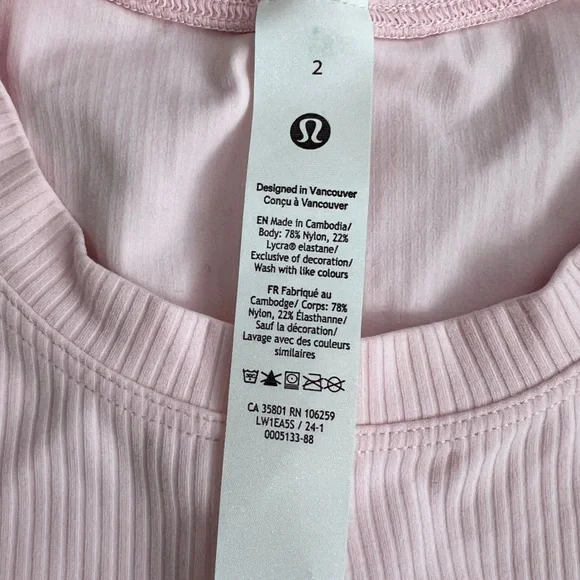 2
Designed in Vancouver
Conçu à Vancouver
EN Made in Cambodia/
Body: 78% Nylon, 22%
Lycra® elastane/
Exclusive of decoration/
Wash with like colours
FR Fabriqué au
Cambodge/ Corps: 78%
Nylon, 22% Élasthanne/
Sauf la décoration/
Lavage avec des couleurs
similaires
CA 35801 RN 106259
LW1EA5S / 24-1
0005133-88